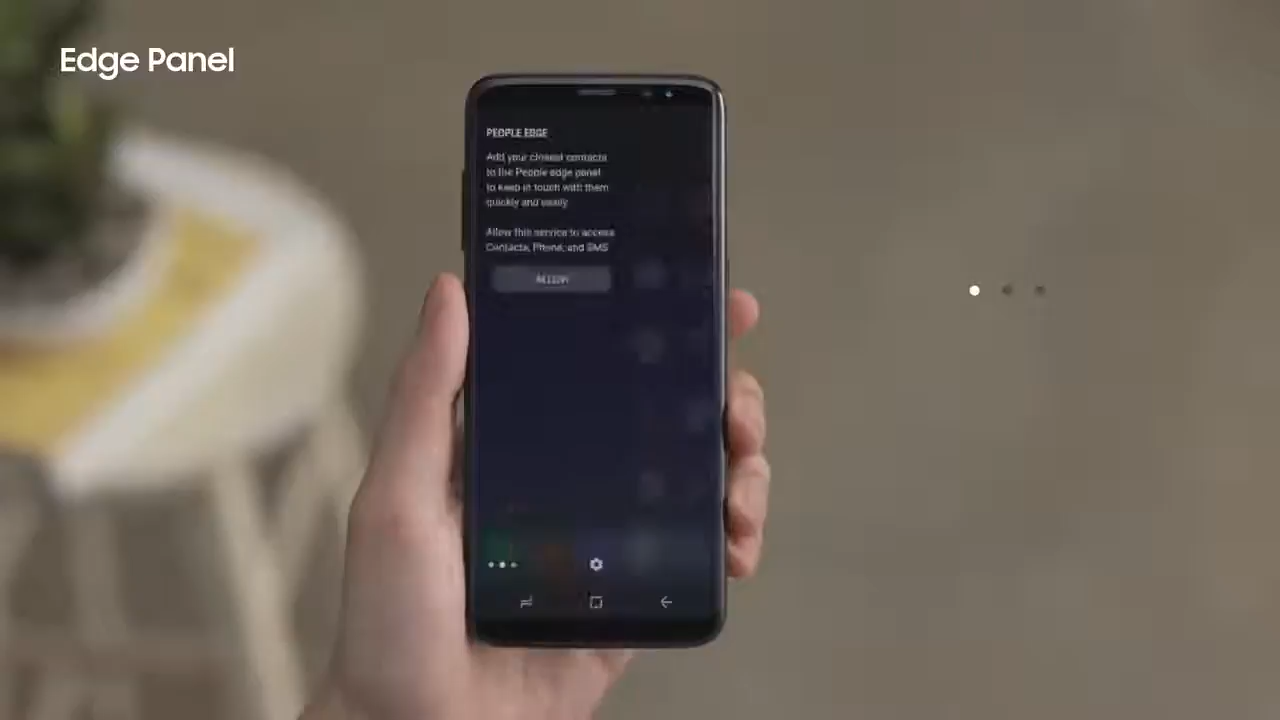 Edge Panel
PEOPLE EDGE
Add your closest contacts
to the People edge panel
to keep in touch with them
quickly and easily.
Allow this service to access
Contacts, Phone, and SMS.
ALLOW